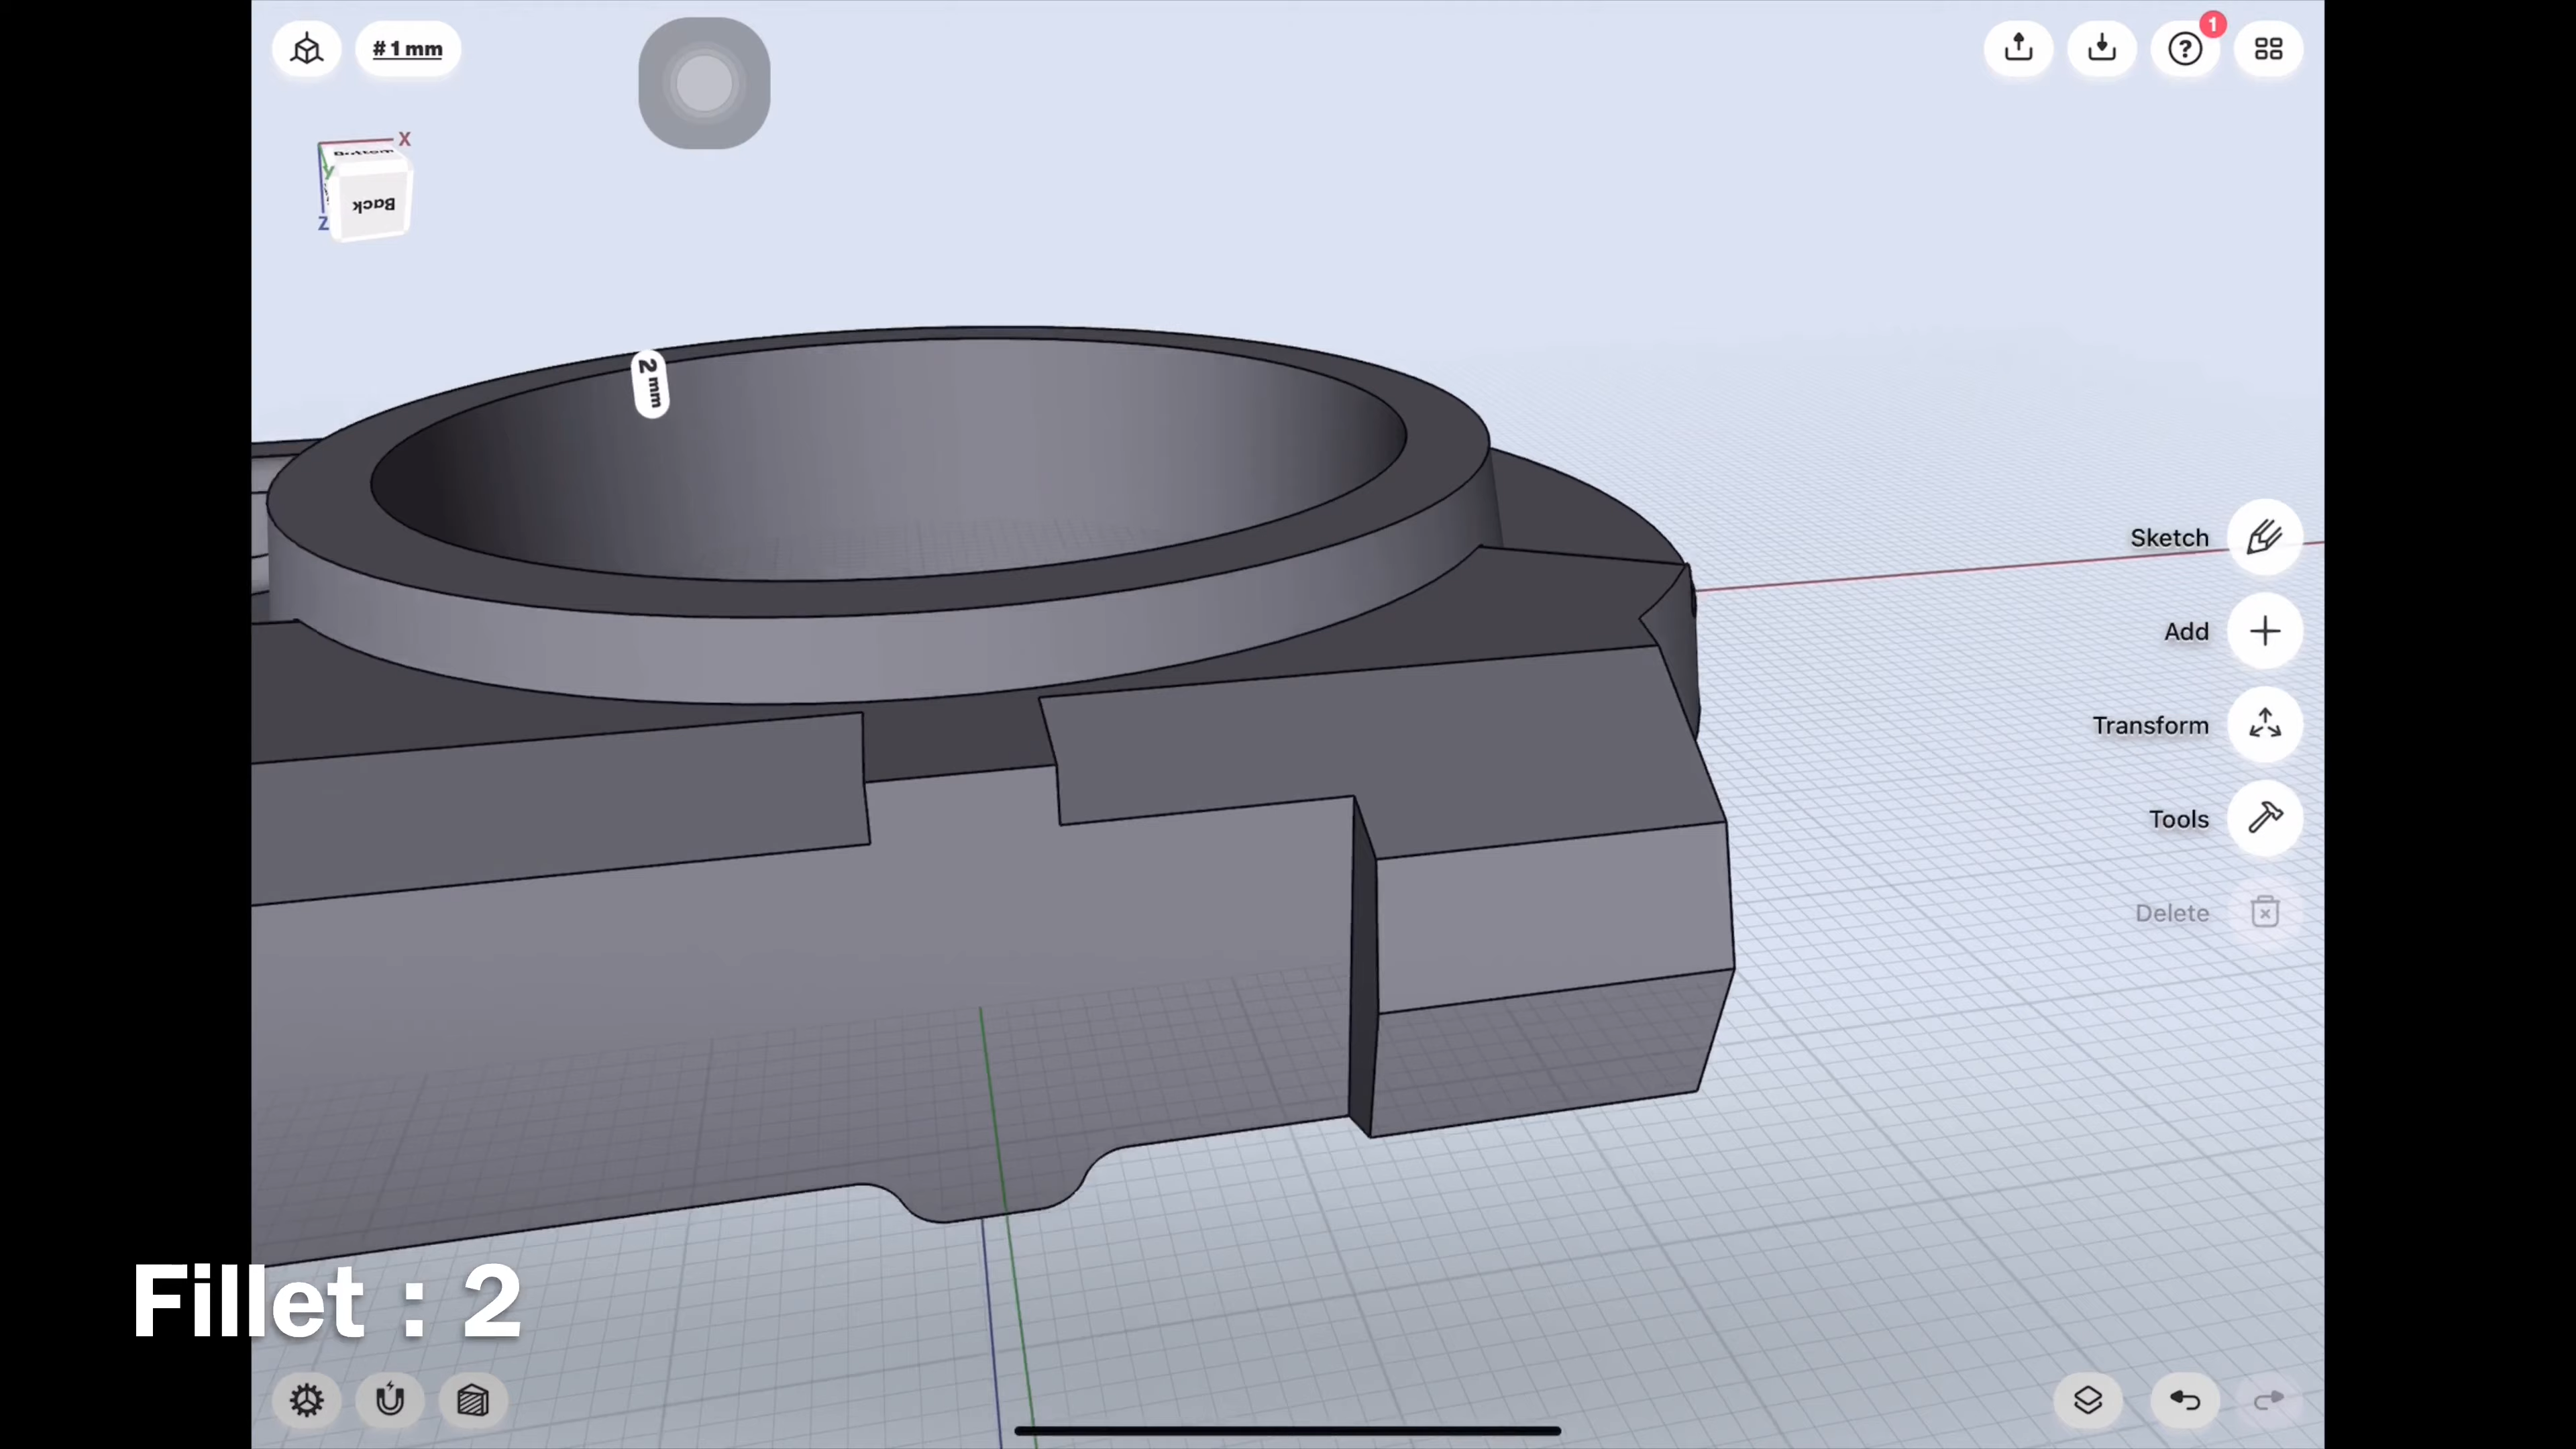 # 1 mm
1
X
Bottom
Y
Back
Z
2 mm
Sketch
Add
Transform
Tools
Delete
Fillet : 2